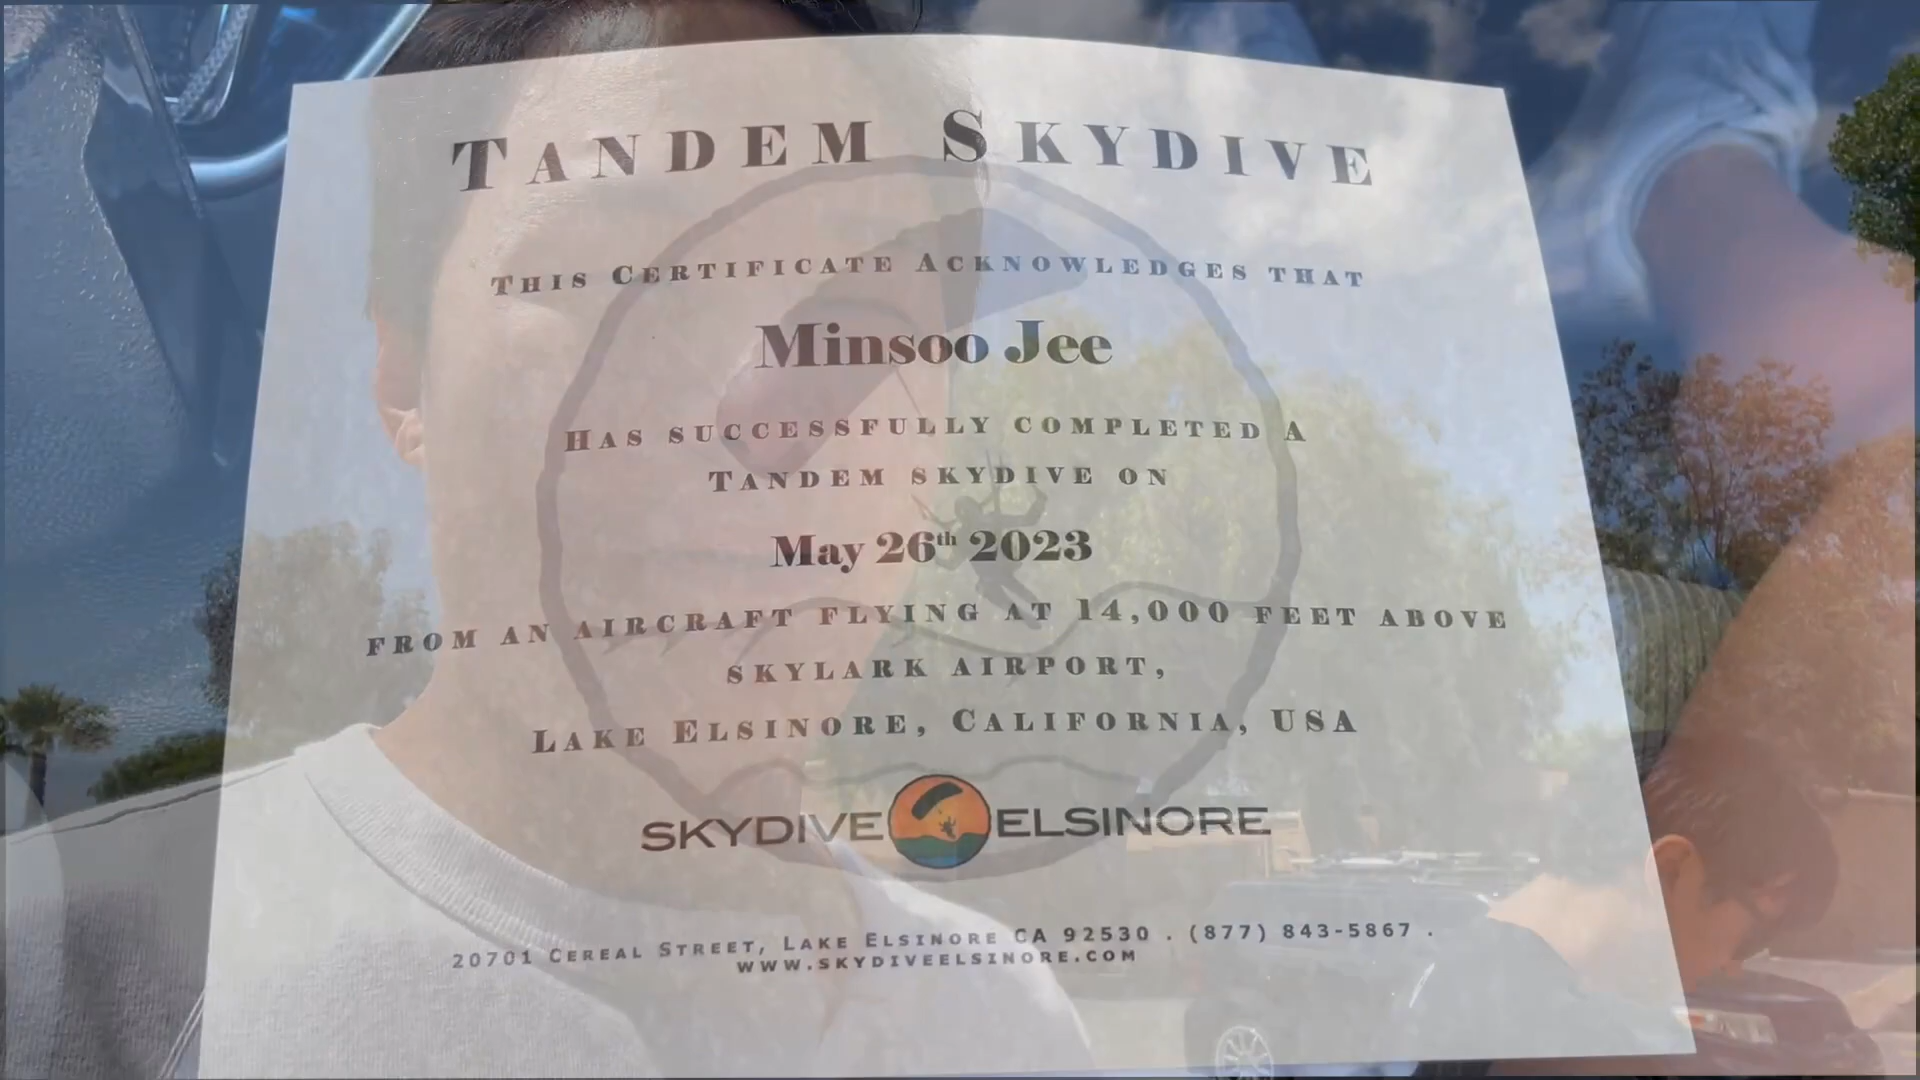 TANDEM SKYDIVE
THIS CERTIFICATE ACKNOWLEDGES THAT
Minsoo Jee
HAS SUCCESSFULLY COMPLETED A
TANDEM SKYDIVE ON
May 26th 2023
FROM AN AIRCRAFT FLYING AT 14,000 FEET ABOVE
SKYLARK AIRPORT,
LAKE ELSINORE, CALIFORNIA, USA
SKYDIVE ELSINORE
20701 CEREAL STREET, LAKE ELSINORE CA 92530 . (877) 843-5867 .
WWW.SKYDIVEELSINORE.COM